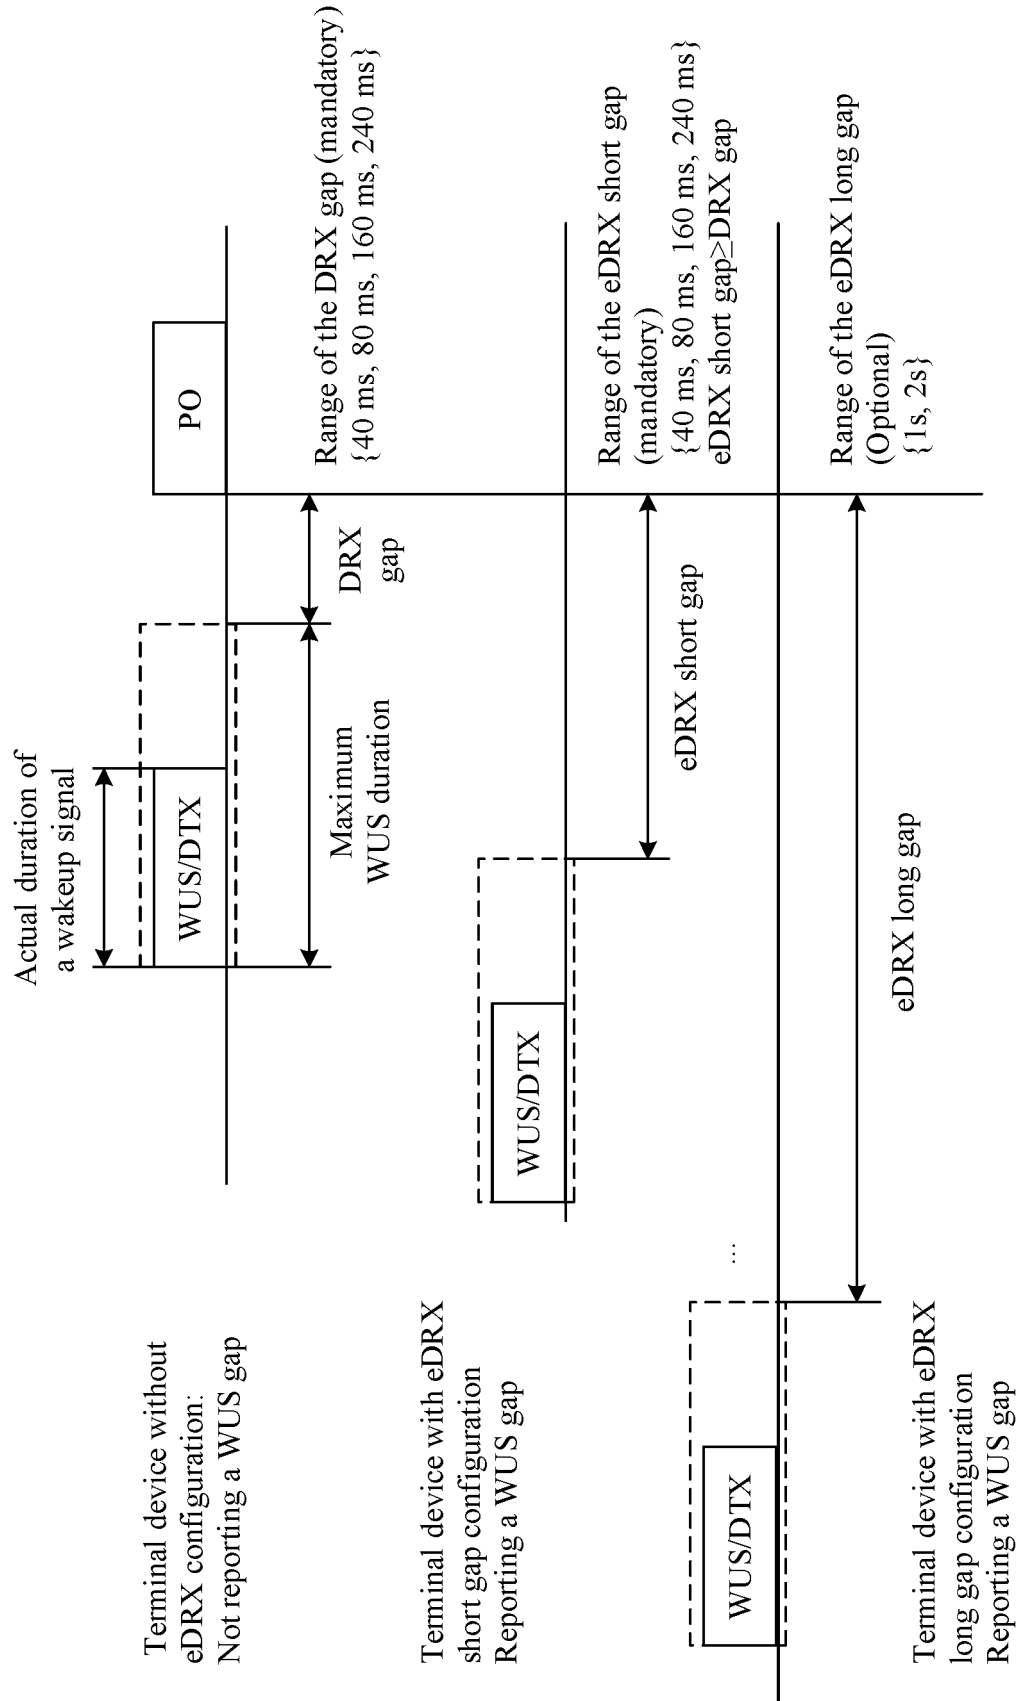 Terminal device without
eDRX configuration:
Not reporting a WUS gap
Actual duration of
a wakeup signal
WUS/DTX
PO
Maximum
WUS duration
DRX
gap
Range of the DRX gap (mandatory)
{40 ms, 80 ms, 160 ms, 240 ms}
Terminal device with eDRX
short gap configuration
Reporting a WUS gap
WUS/DTX
eDRX short gap
Range of the eDRX short gap
(mandatory)
{40 ms, 80 ms, 160 ms, 240 ms}
eDRX short gap≥DRX gap
WUS/DTX
...
eDRX long gap
Range of the eDRX long gap
(Optional)
{1s, 2s}
Terminal device with eDRX
long gap configuration
Reporting a WUS gap